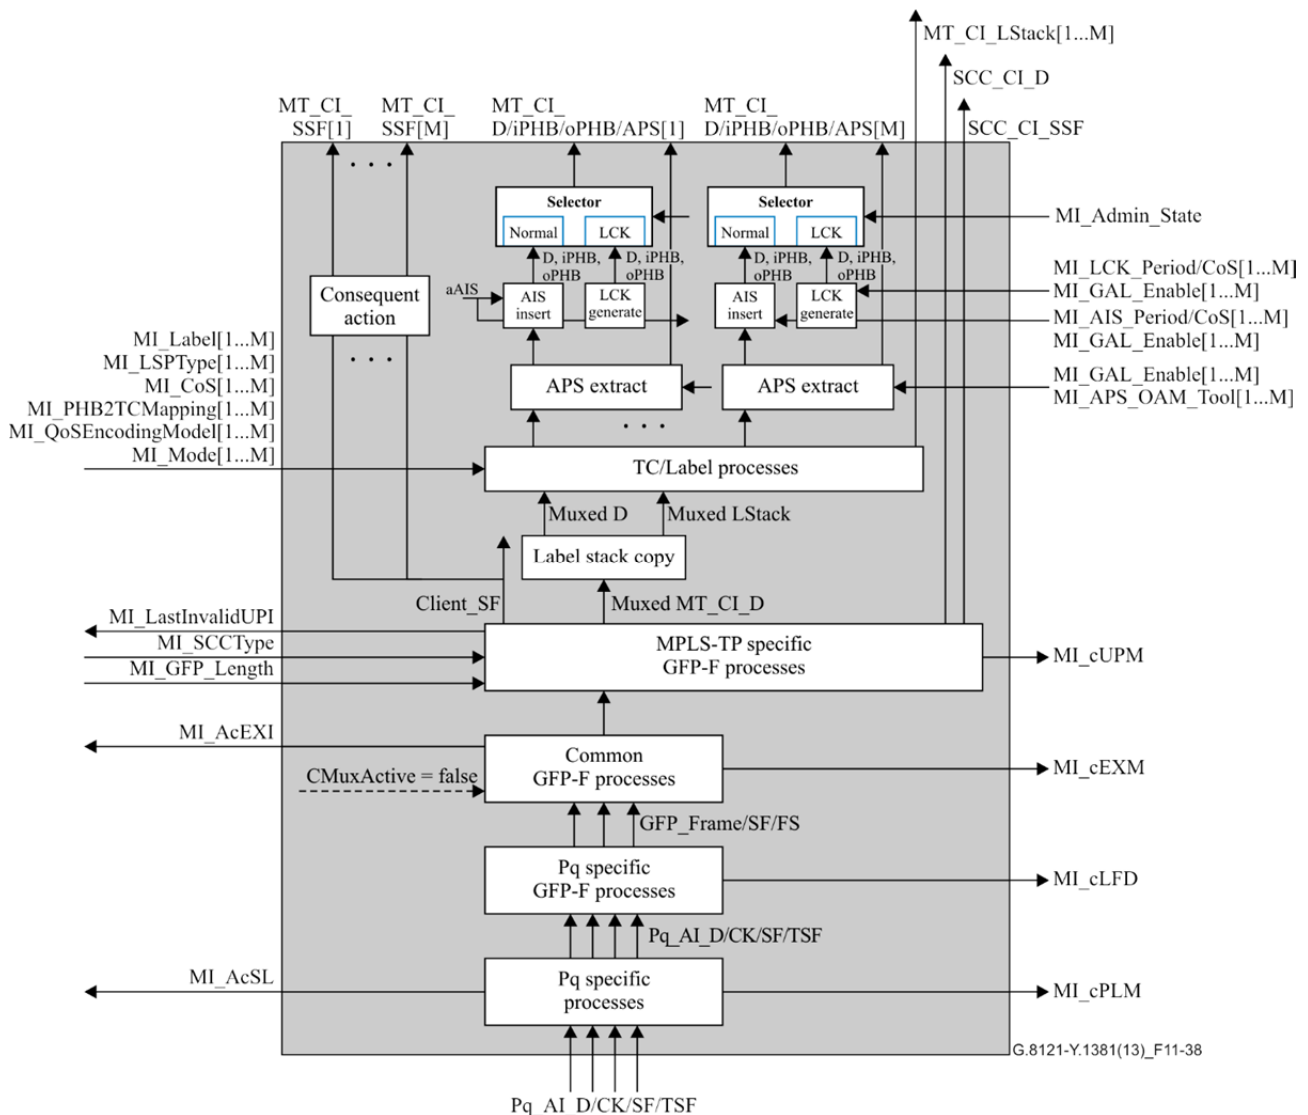 MT_CI_LStack[1...M]
SCC_CI_D
SCC_CI_SSF
MT_CI_
SSF[1]
MT_CI_
SSF[M]
MT_CI_
D/iPHB/oPHB/APS[1]
MT_CI_
D/iPHB/oPHB/APS[M]
. . .
. . .
Selector
Normal
LCK
Selector
Normal
LCK
MI_Admin_State
D, iPHB,
oPHB
D, iPHB,
oPHB
D, iPHB,
oPHB
D, iPHB,
oPHB
aAIS
AIS
insert
LCK
generate
AIS
insert
LCK
generate
MI_LCK_Period/CoS[1...M]
MI_GAL_Enable[1...M]
MI_AIS_Period/CoS[1...M]
MI_GAL_Enable[1...M]
Consequent
action
. . .
MI_Label[1...M]
MI_LSPType[1...M]
MI_CoS[1...M]
MI_PHB2TCMapping[1...M]
MI_QoSEncodingModel[1...M]
MI_Mode[1...M]
APS extract
APS extract
MI_GAL_Enable[1...M]
MI_APS_OAM_Tool[1...M]
. . .
TC/Label processes
Muxed D
Muxed LStack
Label stack copy
Client_SF
Muxed MT_CI_D
MI_LastInvalidUPI
MI_SCCType
MI_GFP_Length
MPLS-TP specific
GFP-F processes
MI_cUPM
MI_AcEXI
CMuxActive = false
Common
GFP-F processes
MI_cEXM
GFP_Frame/SF/FS
Pq specific
GFP-F processes
MI_cLFD
Pq_AI_D/CK/SF/TSF
MI_AcSL
Pq specific
processes
MI_cPLM
G.8121-Y.1381(13)_F11-38
Pq_AI_D/CK/SF/TSF